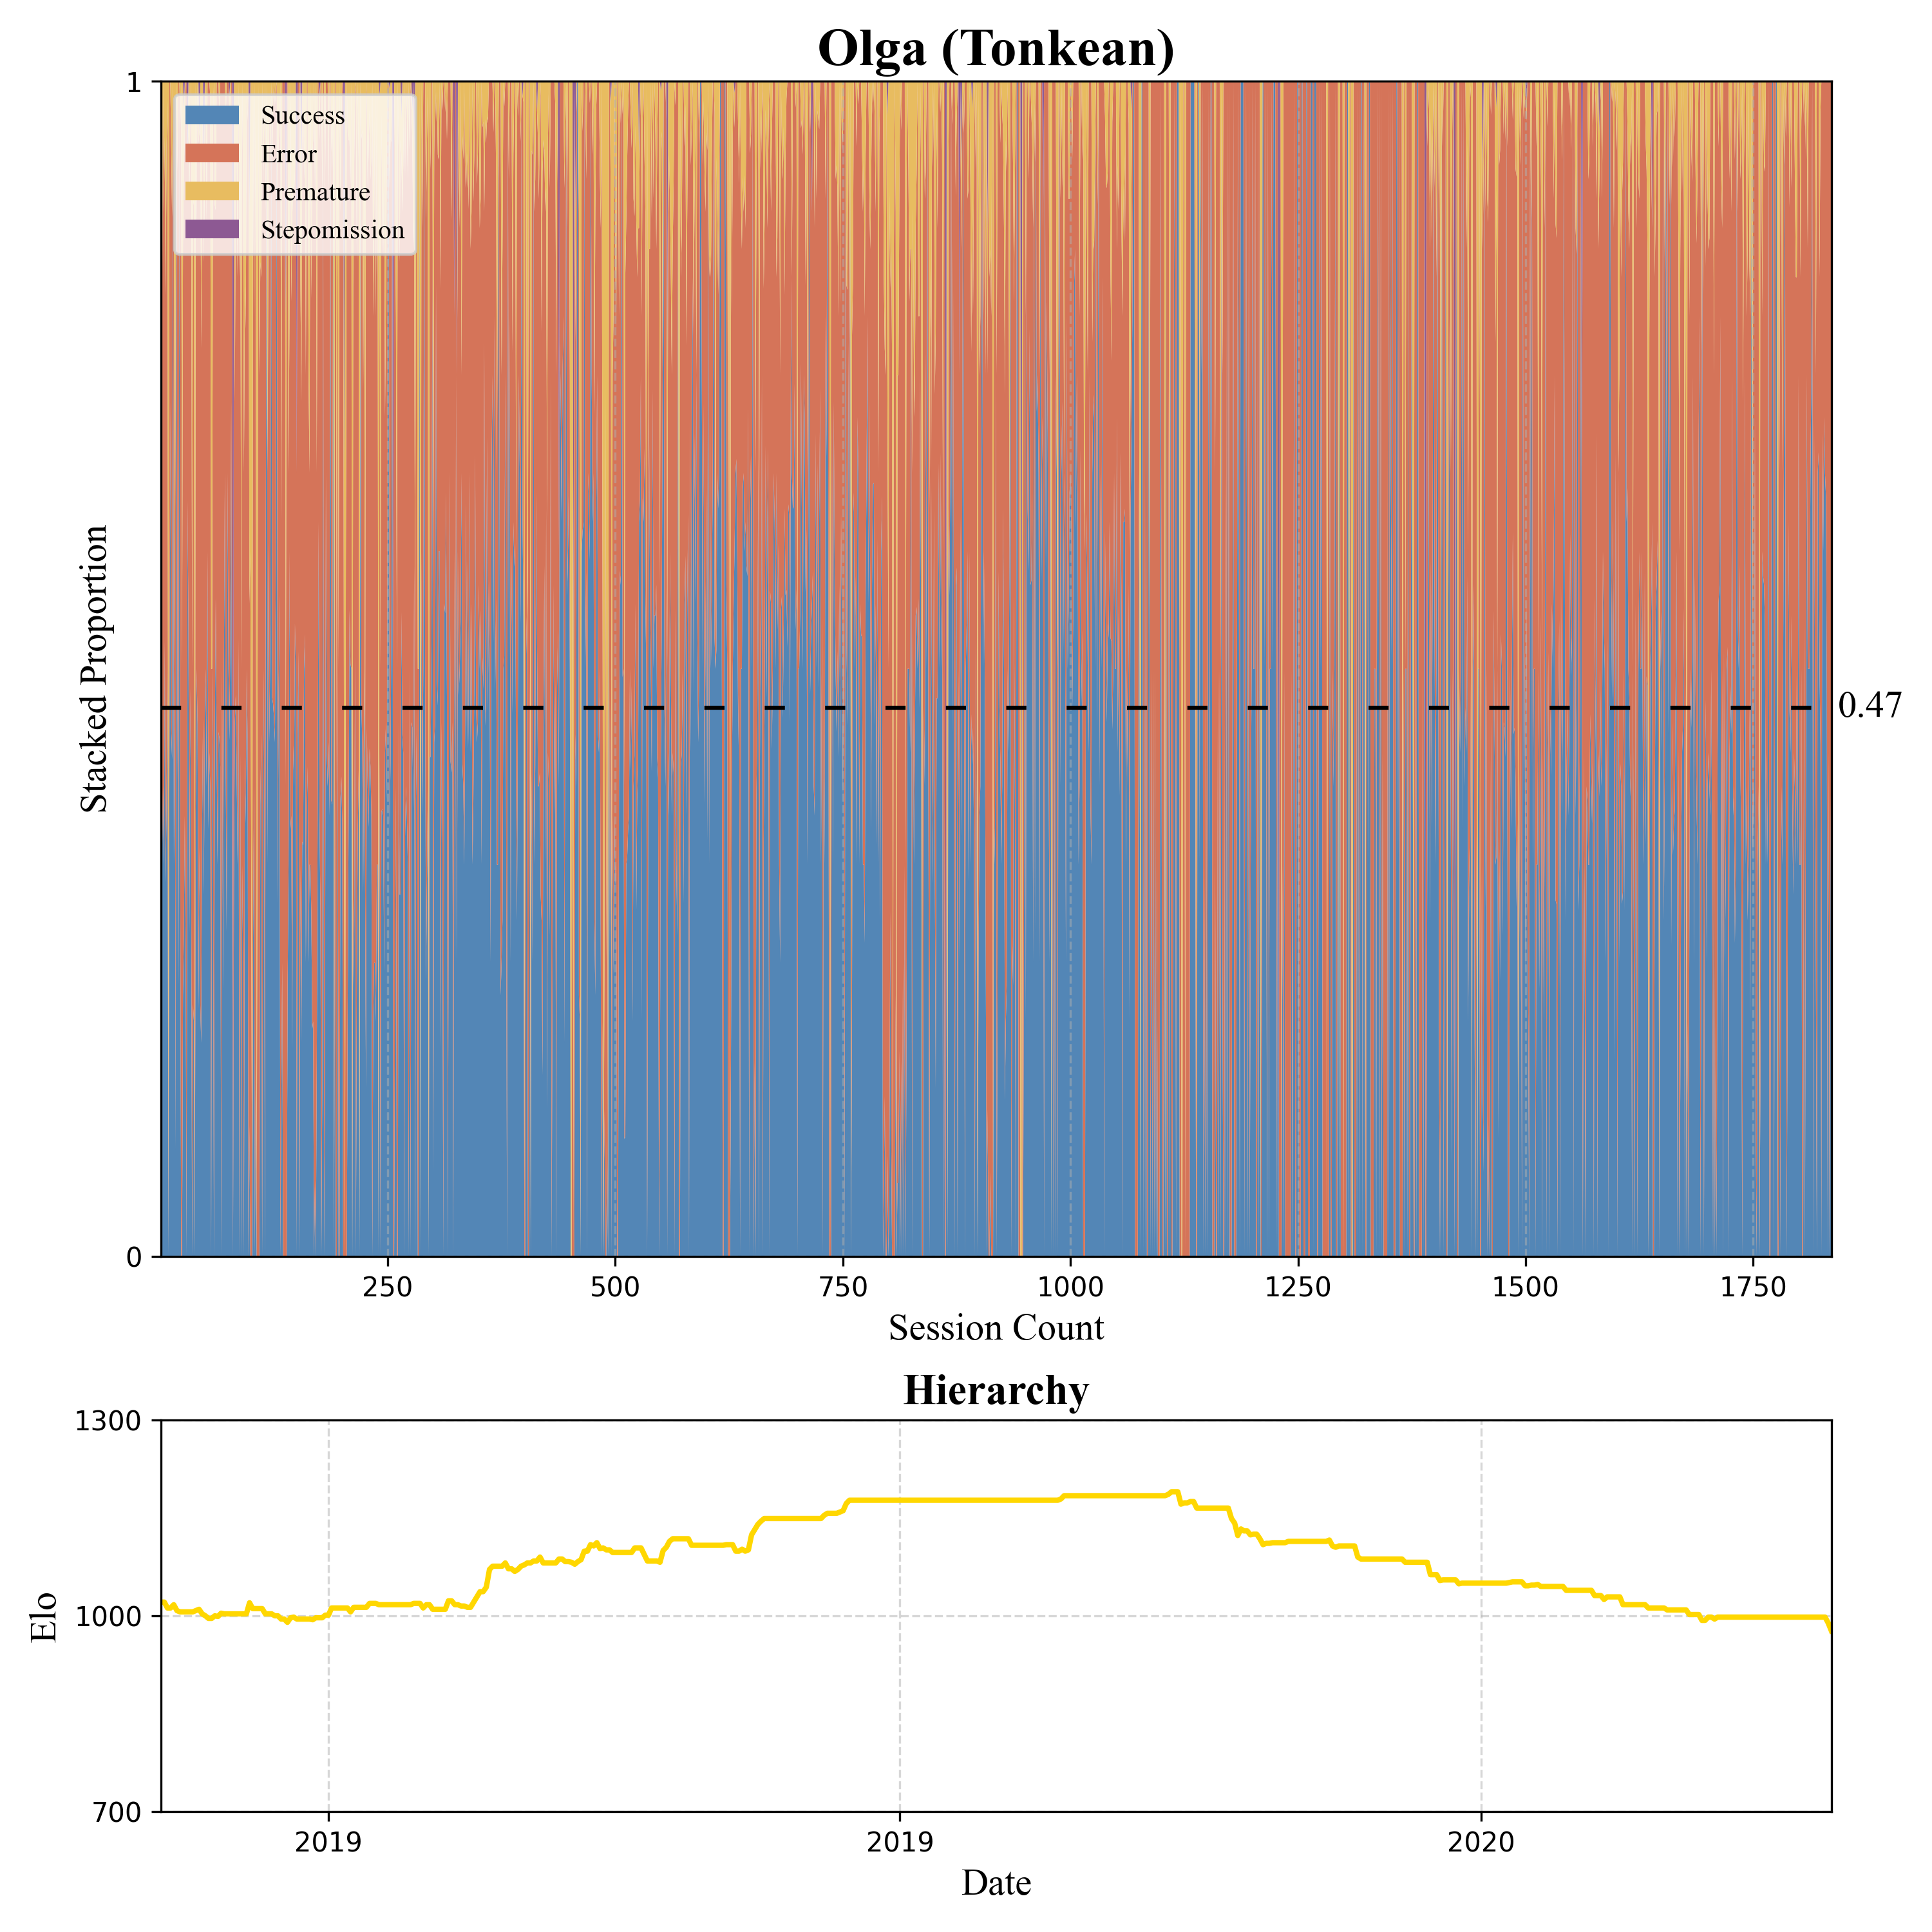 Olga (Tonkean)
1
Success
Error
Premature
Stepomission
Stacked Proportion
0.47
0
250 500 750 1000 1250 1500 1750
Session Count
Hierarchy
1300
1000
700
Elo
2019 2019 2020
Date